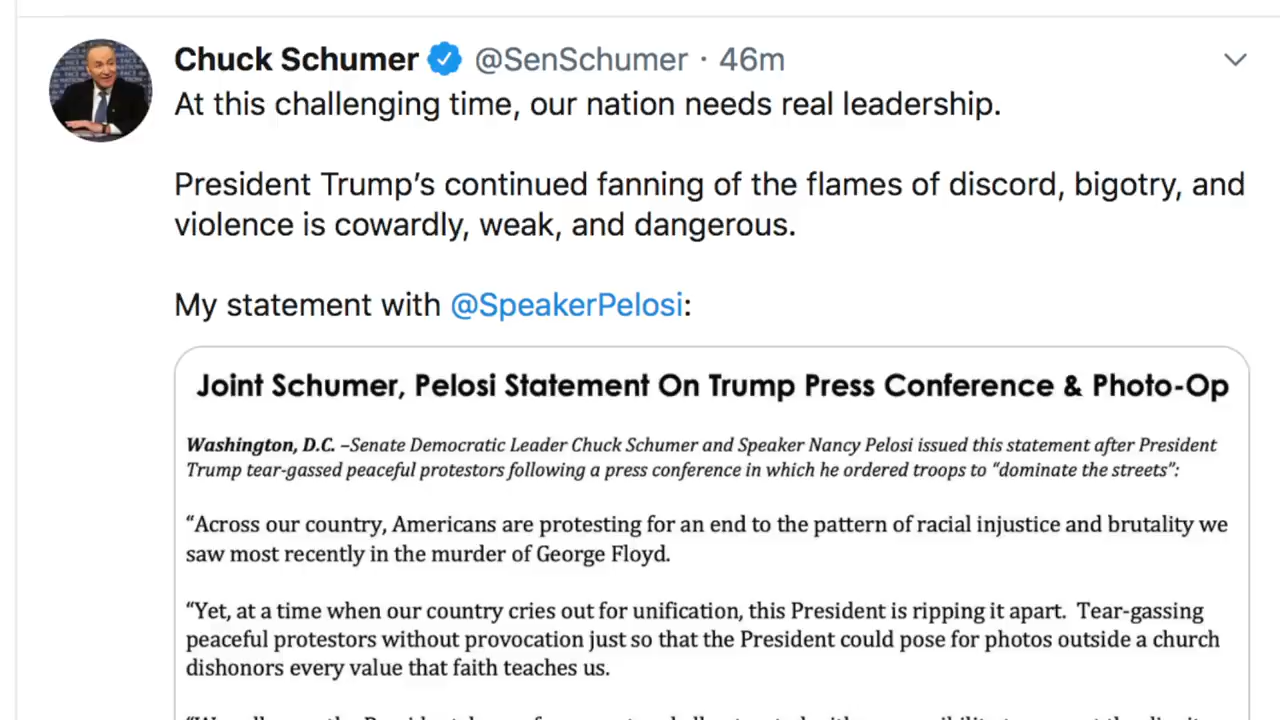 Chuck Schumer @SenSchumer · 46m
At this challenging time, our nation needs real leadership.
President Trump’s continued fanning of the flames of discord, bigotry, and
violence is cowardly, weak, and dangerous.
My statement with @SpeakerPelosi:
Joint Schumer, Pelosi Statement On Trump Press Conference & Photo-Op
Washington, D.C. –Senate Democratic Leader Chuck Schumer and Speaker Nancy Pelosi issued this statement after President
Trump tear-gassed peaceful protestors following a press conference in which he ordered troops to “dominate the streets”:
“Across our country, Americans are protesting for an end to the pattern of racial injustice and brutality we
saw most recently in the murder of George Floyd.
“Yet, at a time when our country cries out for unification, this President is ripping it apart.  Tear-gassing
peaceful protestors without provocation just so that the President could pose for photos outside a church
dishonors every value that faith teaches us.